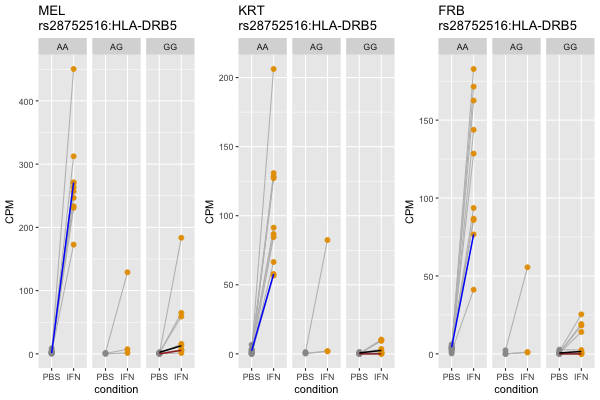 MEL
rs28752516:HLA-DRB5
AA AG GG
CPM
400
300
200
100
0
PBS IFN PBS IFN PBS IFN
condition
KRT
rs28752516:HLA-DRB5
AA AG GG
CPM
200
150
100
50
0
PBS IFN PBS IFN PBS IFN
condition
FRB
rs28752516:HLA-DRB5
AA AG GG
CPM
150
100
50
0
PBS IFN PBS IFN PBS IFN
condition